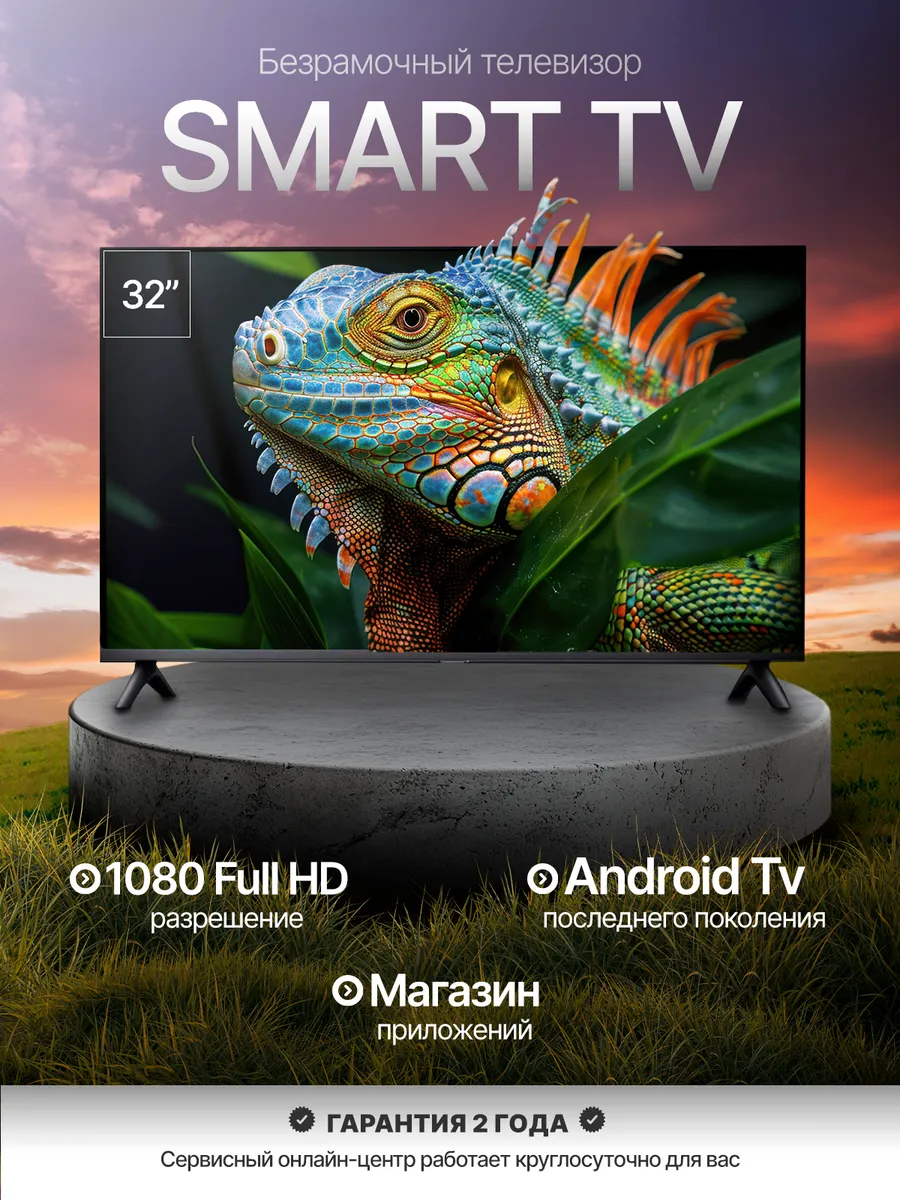 Безрамочный телевизор
SMART TV
32”
1080 Full HD
разрешение
Android Tv
последнего поколения
Магазин
приложений
ГАРАНТИЯ 2 ГОДА
Сервисный онлайн-центр работает круглосуточно для вас